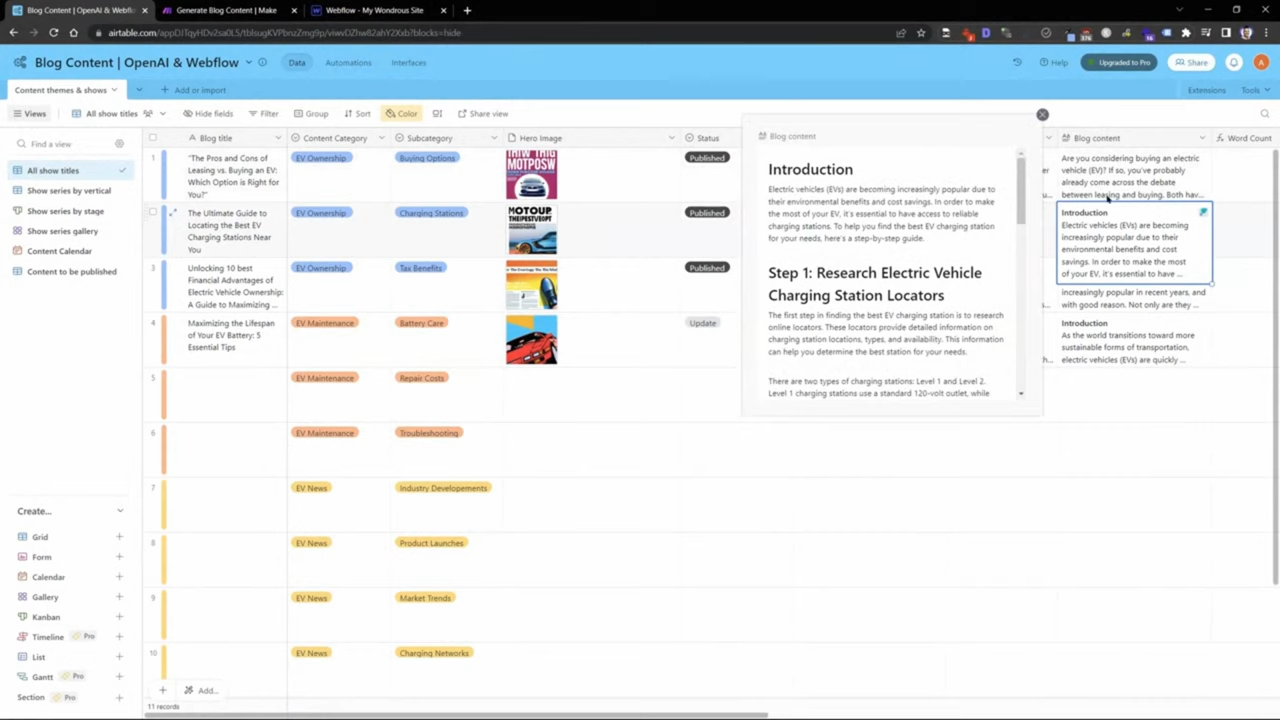 Blog Content | OpenAI & Webflo
Generate Blog Content | Make
Webflow - My Wondrous Site
Blog Content | OpenAI & Webflow
Data
Automations
Interfaces
Help
Upgraded to Pro
Share
A
Content themes & shows
Add or import
Extensions
Tools
Views
All show titles
Hide fields
Filter
Group
Sort
Color
Share view
Find a view
All show titles
Show series by vertical
Show series by stage
Show series gallery
Content Calendar
Content to be published
Create...
Grid
Form
Calendar
Gallery
Kanban
Timeline Pro
List
Gantt Pro
Section Pro
Blog title
Content Category
Subcategory
Hero Image
Status
Blog content
Word Count
1
"The Pros and Cons of
Leasing vs. Buying an EV:
Which Option is Right for
You?"
EV Ownership
Buying Options
Published
Are you considering buying an electric
vehicle (EV)? If so, you've probably
already come across the debate
between leasing and buying. Both hav...
The Ultimate Guide to
Locating the Best EV
Charging Stations Near
You
EV Ownership
Charging Stations
Published
Introduction
Electric vehicles (EVs) are becoming
increasingly popular due to their
environmental benefits and cost
savings. In order to make the most
of your EV, it's essential to have ...
3
Unlocking 10 best
Financial Advantages of
Electric Vehicle Ownership:
A Guide to Maximizing ...
EV Ownership
Tax Benefits
Published
increasingly popular in recent years, and
with good reason. Not only are they ...
4
Maximizing the Lifespan
of Your EV Battery: 5
Essential Tips
EV Maintenance
Battery Care
Update
Introduction
As the world transitions toward more
sustainable forms of transportation,
electric vehicles (EVs) are quickly ...
5
EV Maintenance
Repair Costs
6
EV Maintenance
Troubleshooting
7
EV News
Industry Developements
8
EV News
Product Launches
9
EV News
Market Trends
10
EV News
Charging Networks
Add...
11 records
Blog content
Introduction
Electric vehicles (EVs) are becoming increasingly popular due to
their environmental benefits and cost savings. In order to make
the most of your EV, it's essential to have access to reliable
charging stations. To help you find the best EV charging station
for your needs, here's a step-by-step guide.
Step 1: Research Electric Vehicle
Charging Station Locators
The first step in finding the best EV charging station is to research
online locators. These locators provide detailed information on
charging station locations, types, and availability. This information
can help you determine the best station for your needs.
There are two types of charging stations: Level 1 and Level 2.
Level 1 charging stations use a standard 120-volt outlet, while